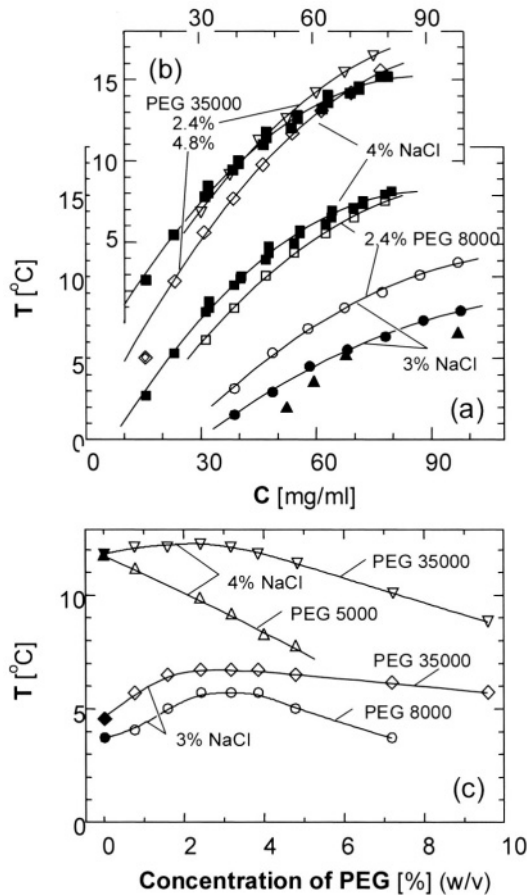 0 30 60 90
(b)
15
PEG 35000
2.4%
4.8%
10
4% NaCl
15
5
2,4% PEG 8000
10
T [°C]
5
3% NaCl
(a)
0
0 30 60 90
C [mg/ml]
PEG 35000
4% NaCl
10
PEG 5000
T [°C]
PEG 35000
5
PEG 8000
3% NaCl
(c)
0
0 2 4 6 8 10
Concentration of PEG [%] (w/v)